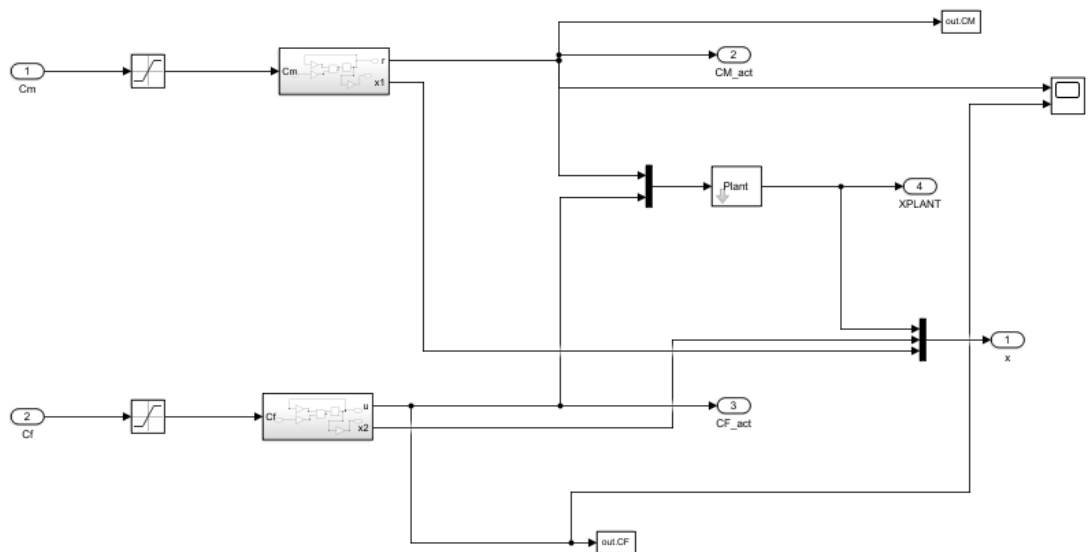 out.CM
1
Cm
Cm
r
x1
2
CM_act
Plant
4
XPLANT
1
x
2
Cf
Cf
u
x2
3
CF_act
out.CF